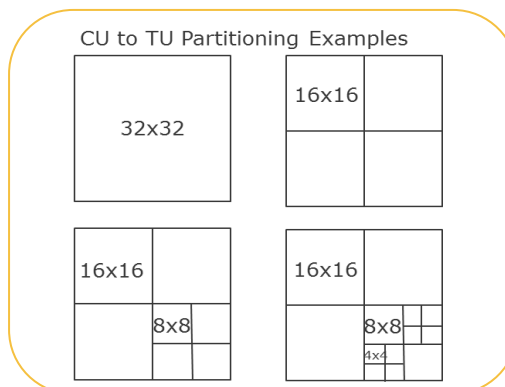 CU to TU Partitioning Examples
32x32
16x16
16x16
8x8
16x16
8x8
4x4